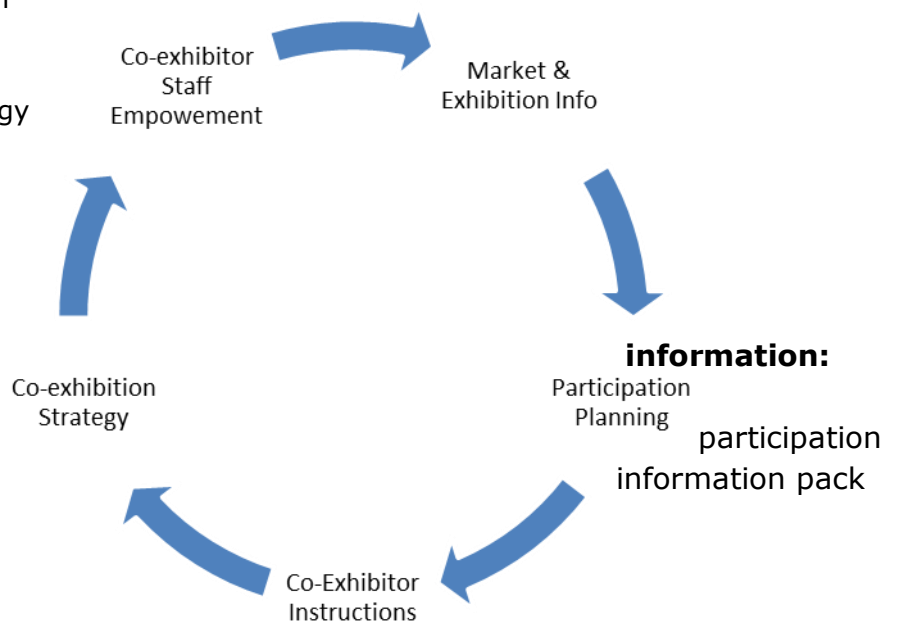 Co-exhibitor
Staff
Empowement
Market &
Exhibition Info
gy
information:
Participation
Planning
participation
information pack
Co-exhibition
Strategy
Co-Exhibitor
Instructions